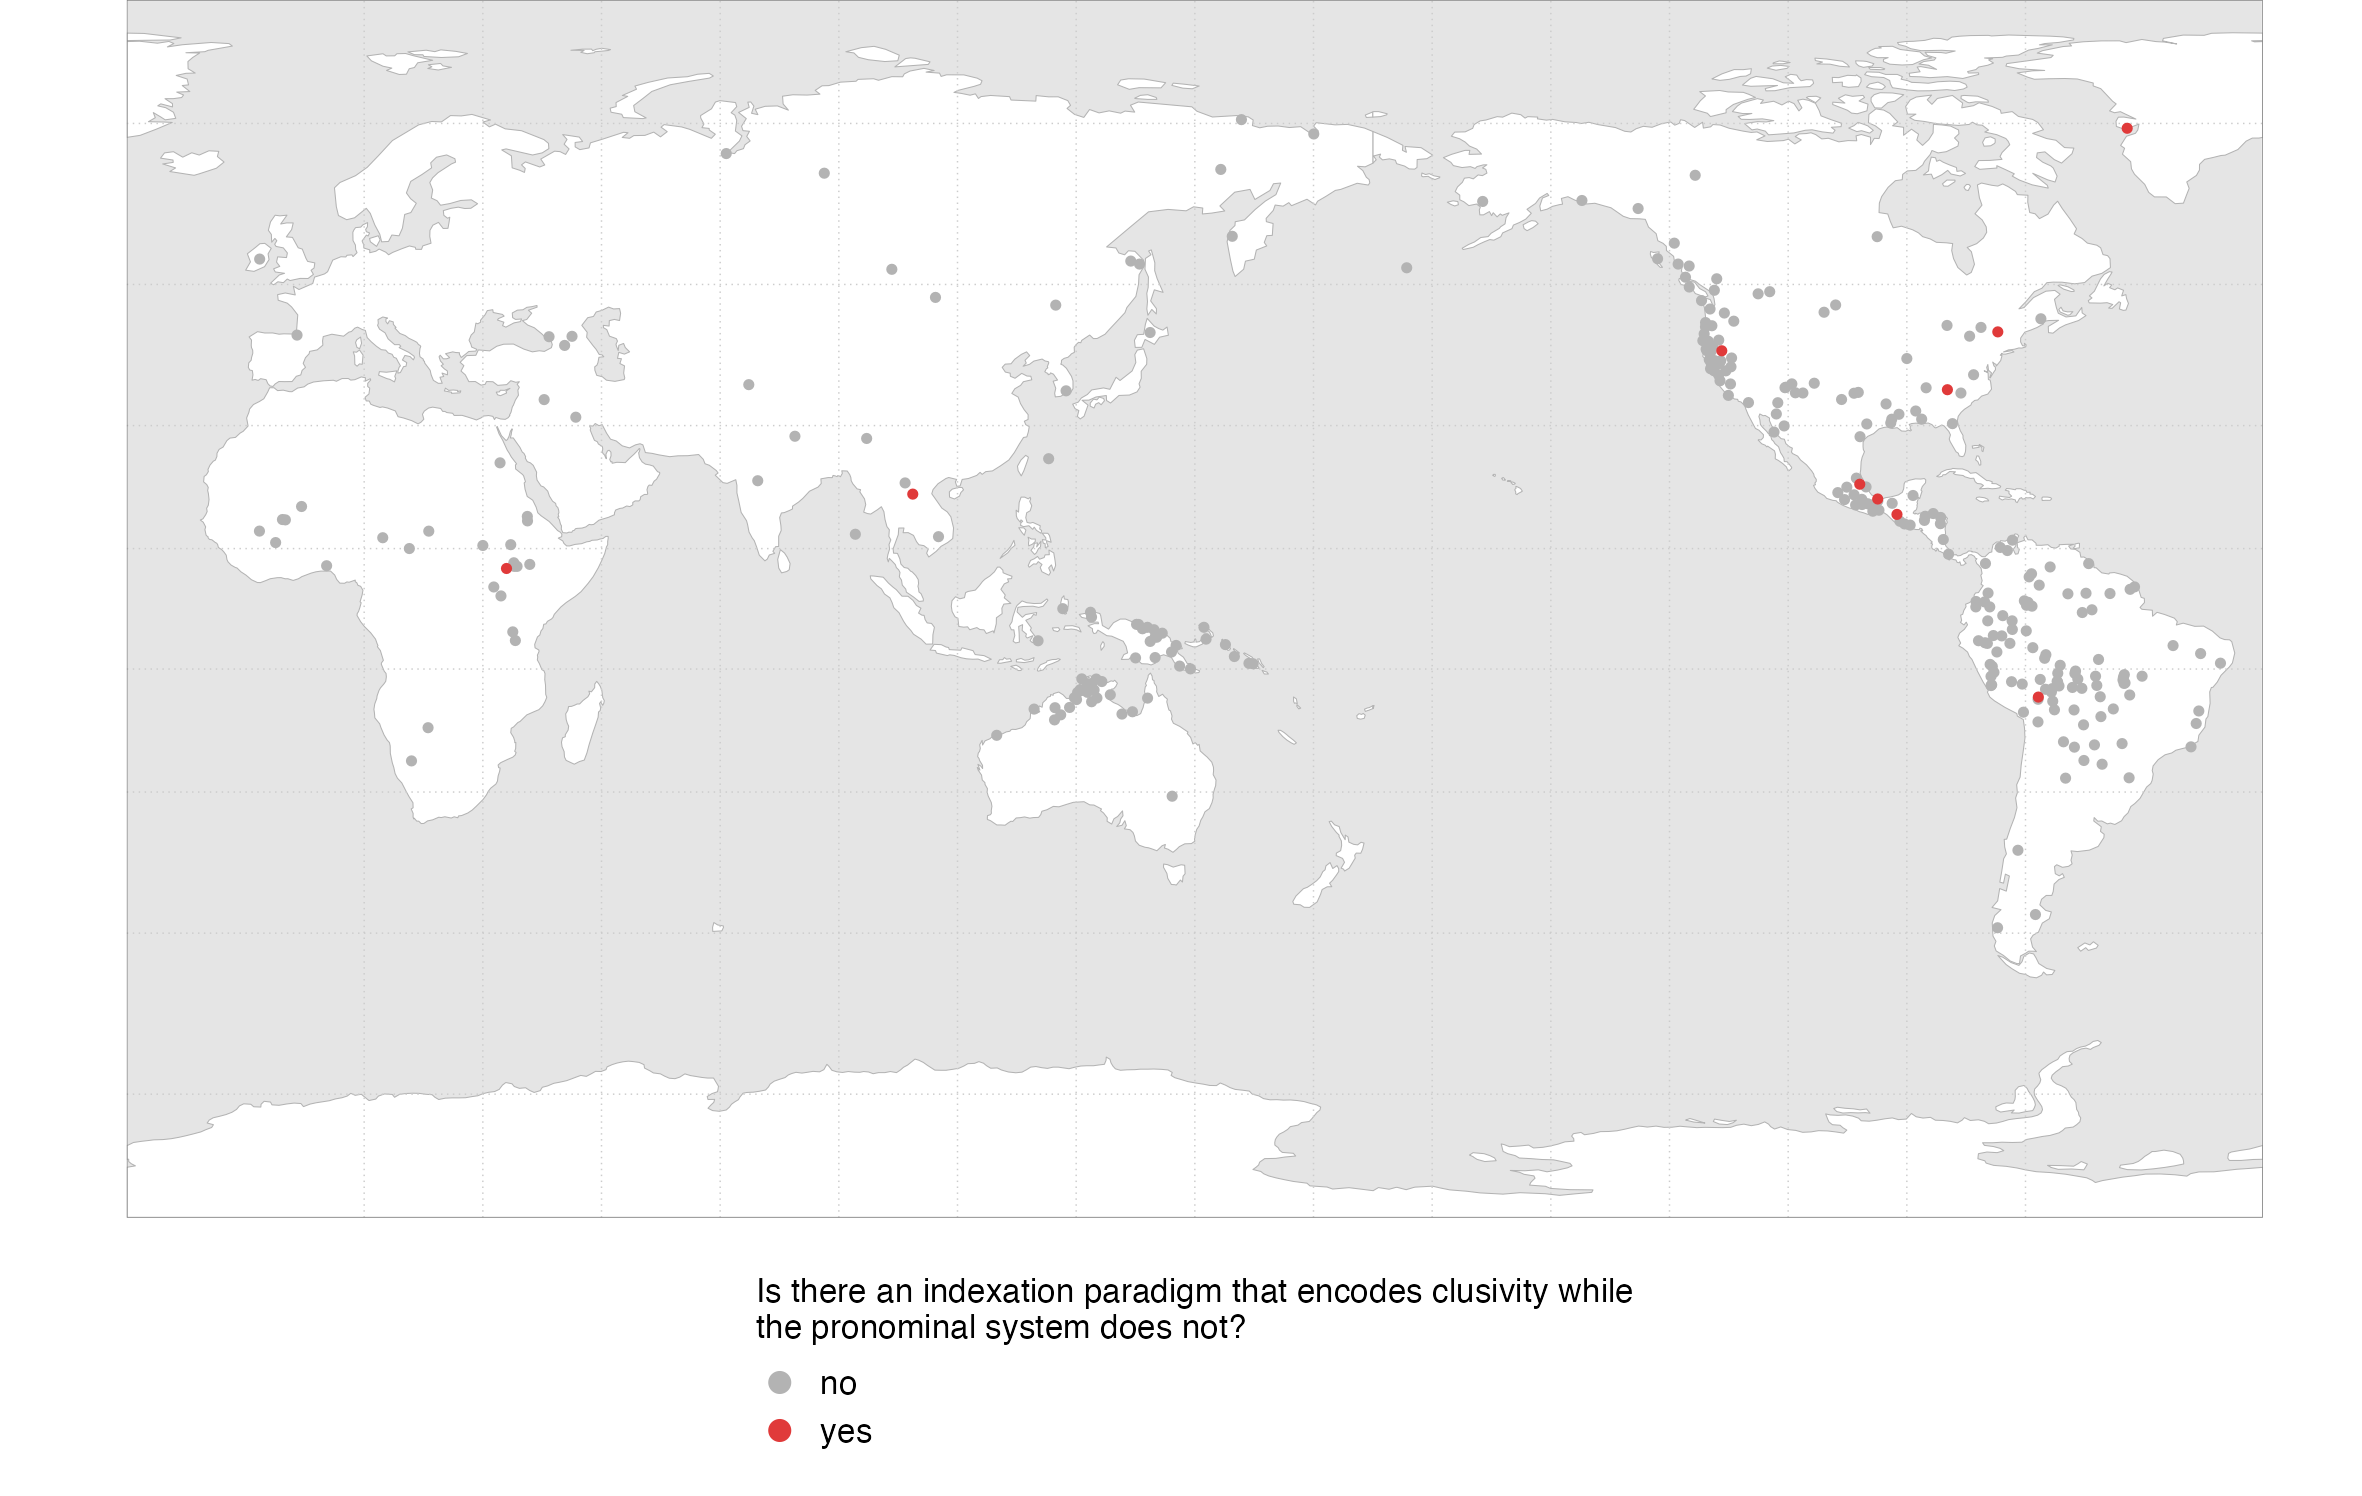 Is there an indexation paradigm that encodes clusivity while
the pronominal system does not?
no
yes